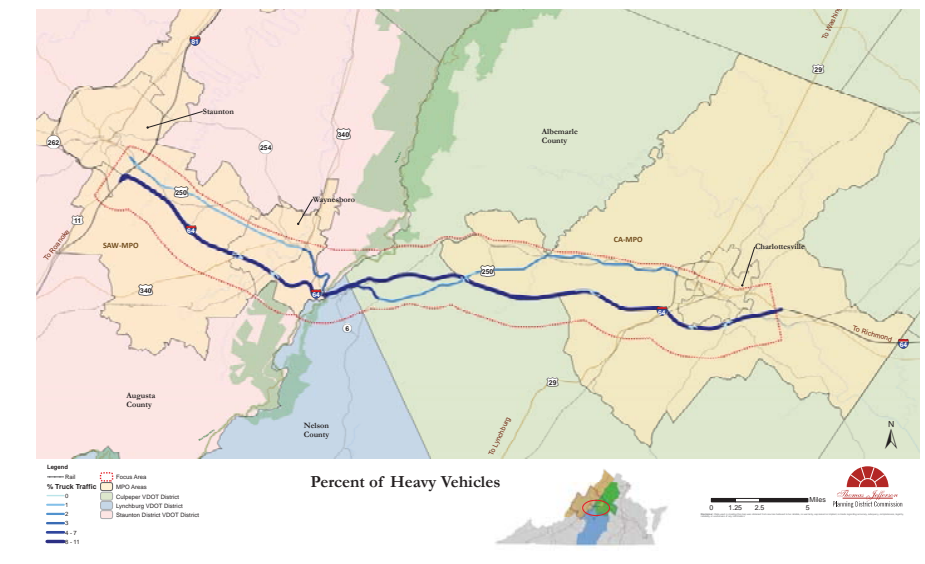 81
To Washin
29
Staunton
262
340
Albemarle
County
254
250
Waynesboro
11
To Roanoke
64
SAW-MPO
CA-MPO
Charlottesville
250
340
64
64
6
To Richmond
64
29
Augusta
County
Nelson
County
To Lynchburg
N
Legend
Rail
% Truck Traffic
0
1
2
3
4 - 7
8 - 11
Focus Area
MPO Areas
Culpeper VDOT District
Lynchburg VDOT District
Staunton District VDOT District
Percent of Heavy Vehicles
Miles
0 1.25 2.5 5
Thomas Jefferson
Planning District Commission